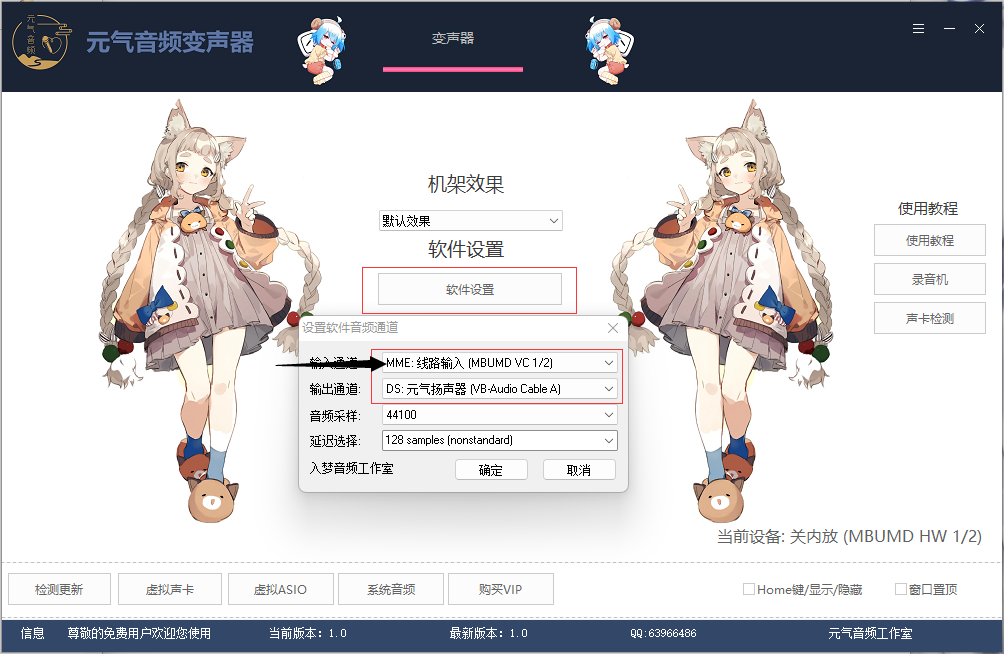 元气音频
元气音频变声器
变声器
机架效果
默认效果
软件设置
软件设置
使用教程
使用教程
录音机
声卡检测
设置软件音频通道
输入通道: MME: 线路输入 (MBUMD VC 1/2)
输出通道: DS: 元气扬声器 (VB-Audio Cable A)
音频采样: 44100
延迟选择: 128 samples (nonstandard)
入梦音频工作室 确定 取消
当前设备: 关内放 (MBUMD HW 1/2)
检测更新 虚拟声卡 虚拟ASIO 系统音频 购买VIP Home键/显示/隐藏 窗口置顶
信息 尊敬的免费用户欢迎您使用 当前版本: 1.0 最新版本: 1.0 QQ:63966486 元气音频工作室